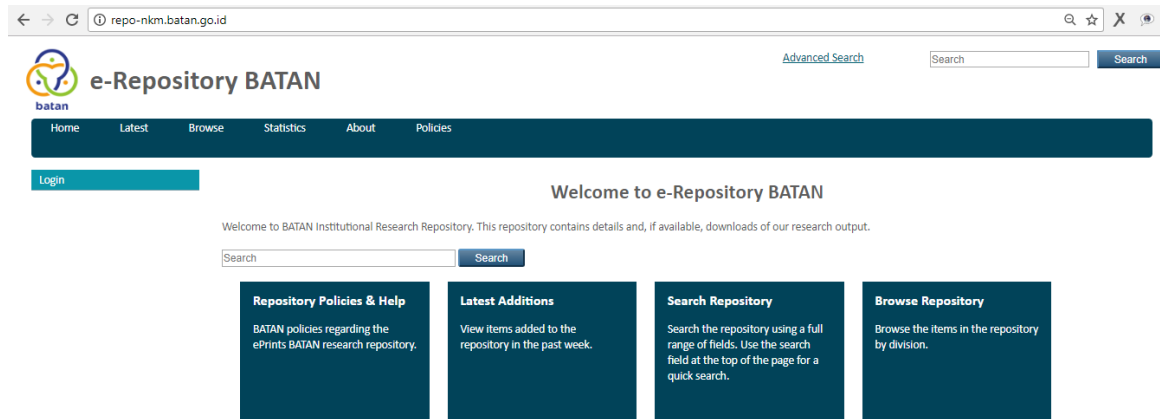 repo-nkm.batan.go.id
batan
e-Repository BATAN
Advanced Search
Search
Search
Home Latest Browse Statistics About Policies
Login
Welcome to e-Repository BATAN
Welcome to BATAN Institutional Research Repository. This repository contains details and, if available, downloads of our research output.
Search
Search
Repository Policies & Help
BATAN policies regarding the
ePrints BATAN research repository.
Latest Additions
View items added to the
repository in the past week.
Search Repository
Search the repository using a full
range of fields. Use the search
field at the top of the page for a
quick search.
Browse Repository
Browse the items in the repository
by division.